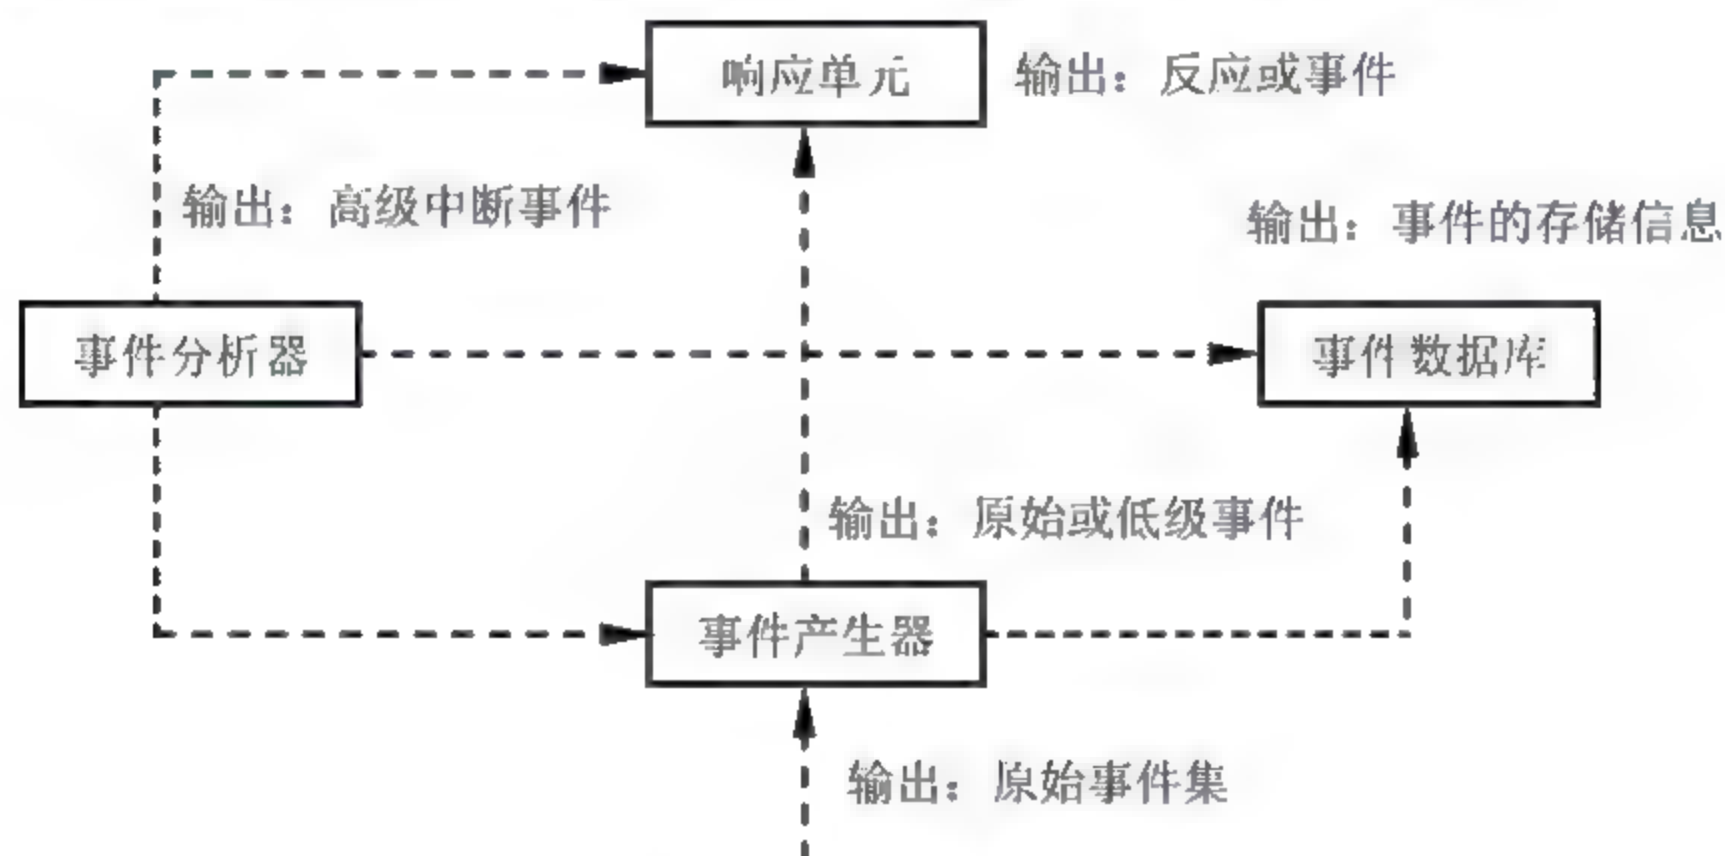 响应单元
输出：反应或事件
输出：高级中断事件
输出：事件的存储信息
事件分析器
事件数据库
输出：原始或低级事件
事件产生器
输出：原始事件集